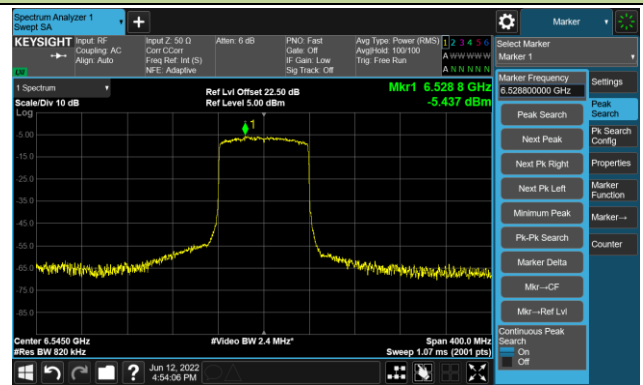 Spectrum Analyzer 1
Swept SA
+
Marker
KEYSIGHT
Input: RF
Coupling: AC
Align: Auto
Input Z: 50 Ω
Corr CCorr
Freq Ref: Int (S)
NFE: Adaptive
Atten: 6 dB
PNO: Fast
Gate: Off
IF Gain: Low
Sig Track: Off
Avg Type: Power (RMS)
Avg|Hold: 100/100
Trig: Free Run
1 2 3 4 5 6
A W W W W W
A N N N N N
Select Marker
Marker 1
LXI
1 Spectrum
Scale/Div 10 dB
Log
Ref Lvl Offset 22.50 dB
Ref Level 5.00 dBm
Mkr1 6.528 8 GHz
-5.437 dBm
1
-5.00
-15.0
-25.0
-35.0
-45.0
-55.0
-65.0
-75.0
-85.0
Center 6.5450 GHz
#Res BW 820 kHz
#Video BW 2.4 MHz*
Span 400.0 MHz
Sweep 1.07 ms (2001 pts)
Marker Frequency
6.528800000 GHz
Peak Search
Next Peak
Next Pk Right
Next Pk Left
Minimum Peak
Pk-Pk Search
Marker Delta
Mkr→CF
Mkr→Ref Lvl
Continuous Peak
Search
On
Off
Settings
Peak
Search
Pk Search
Config
Properties
Marker
Function
Marker→
Counter
?
Jun 12, 2022
4:54:06 PM